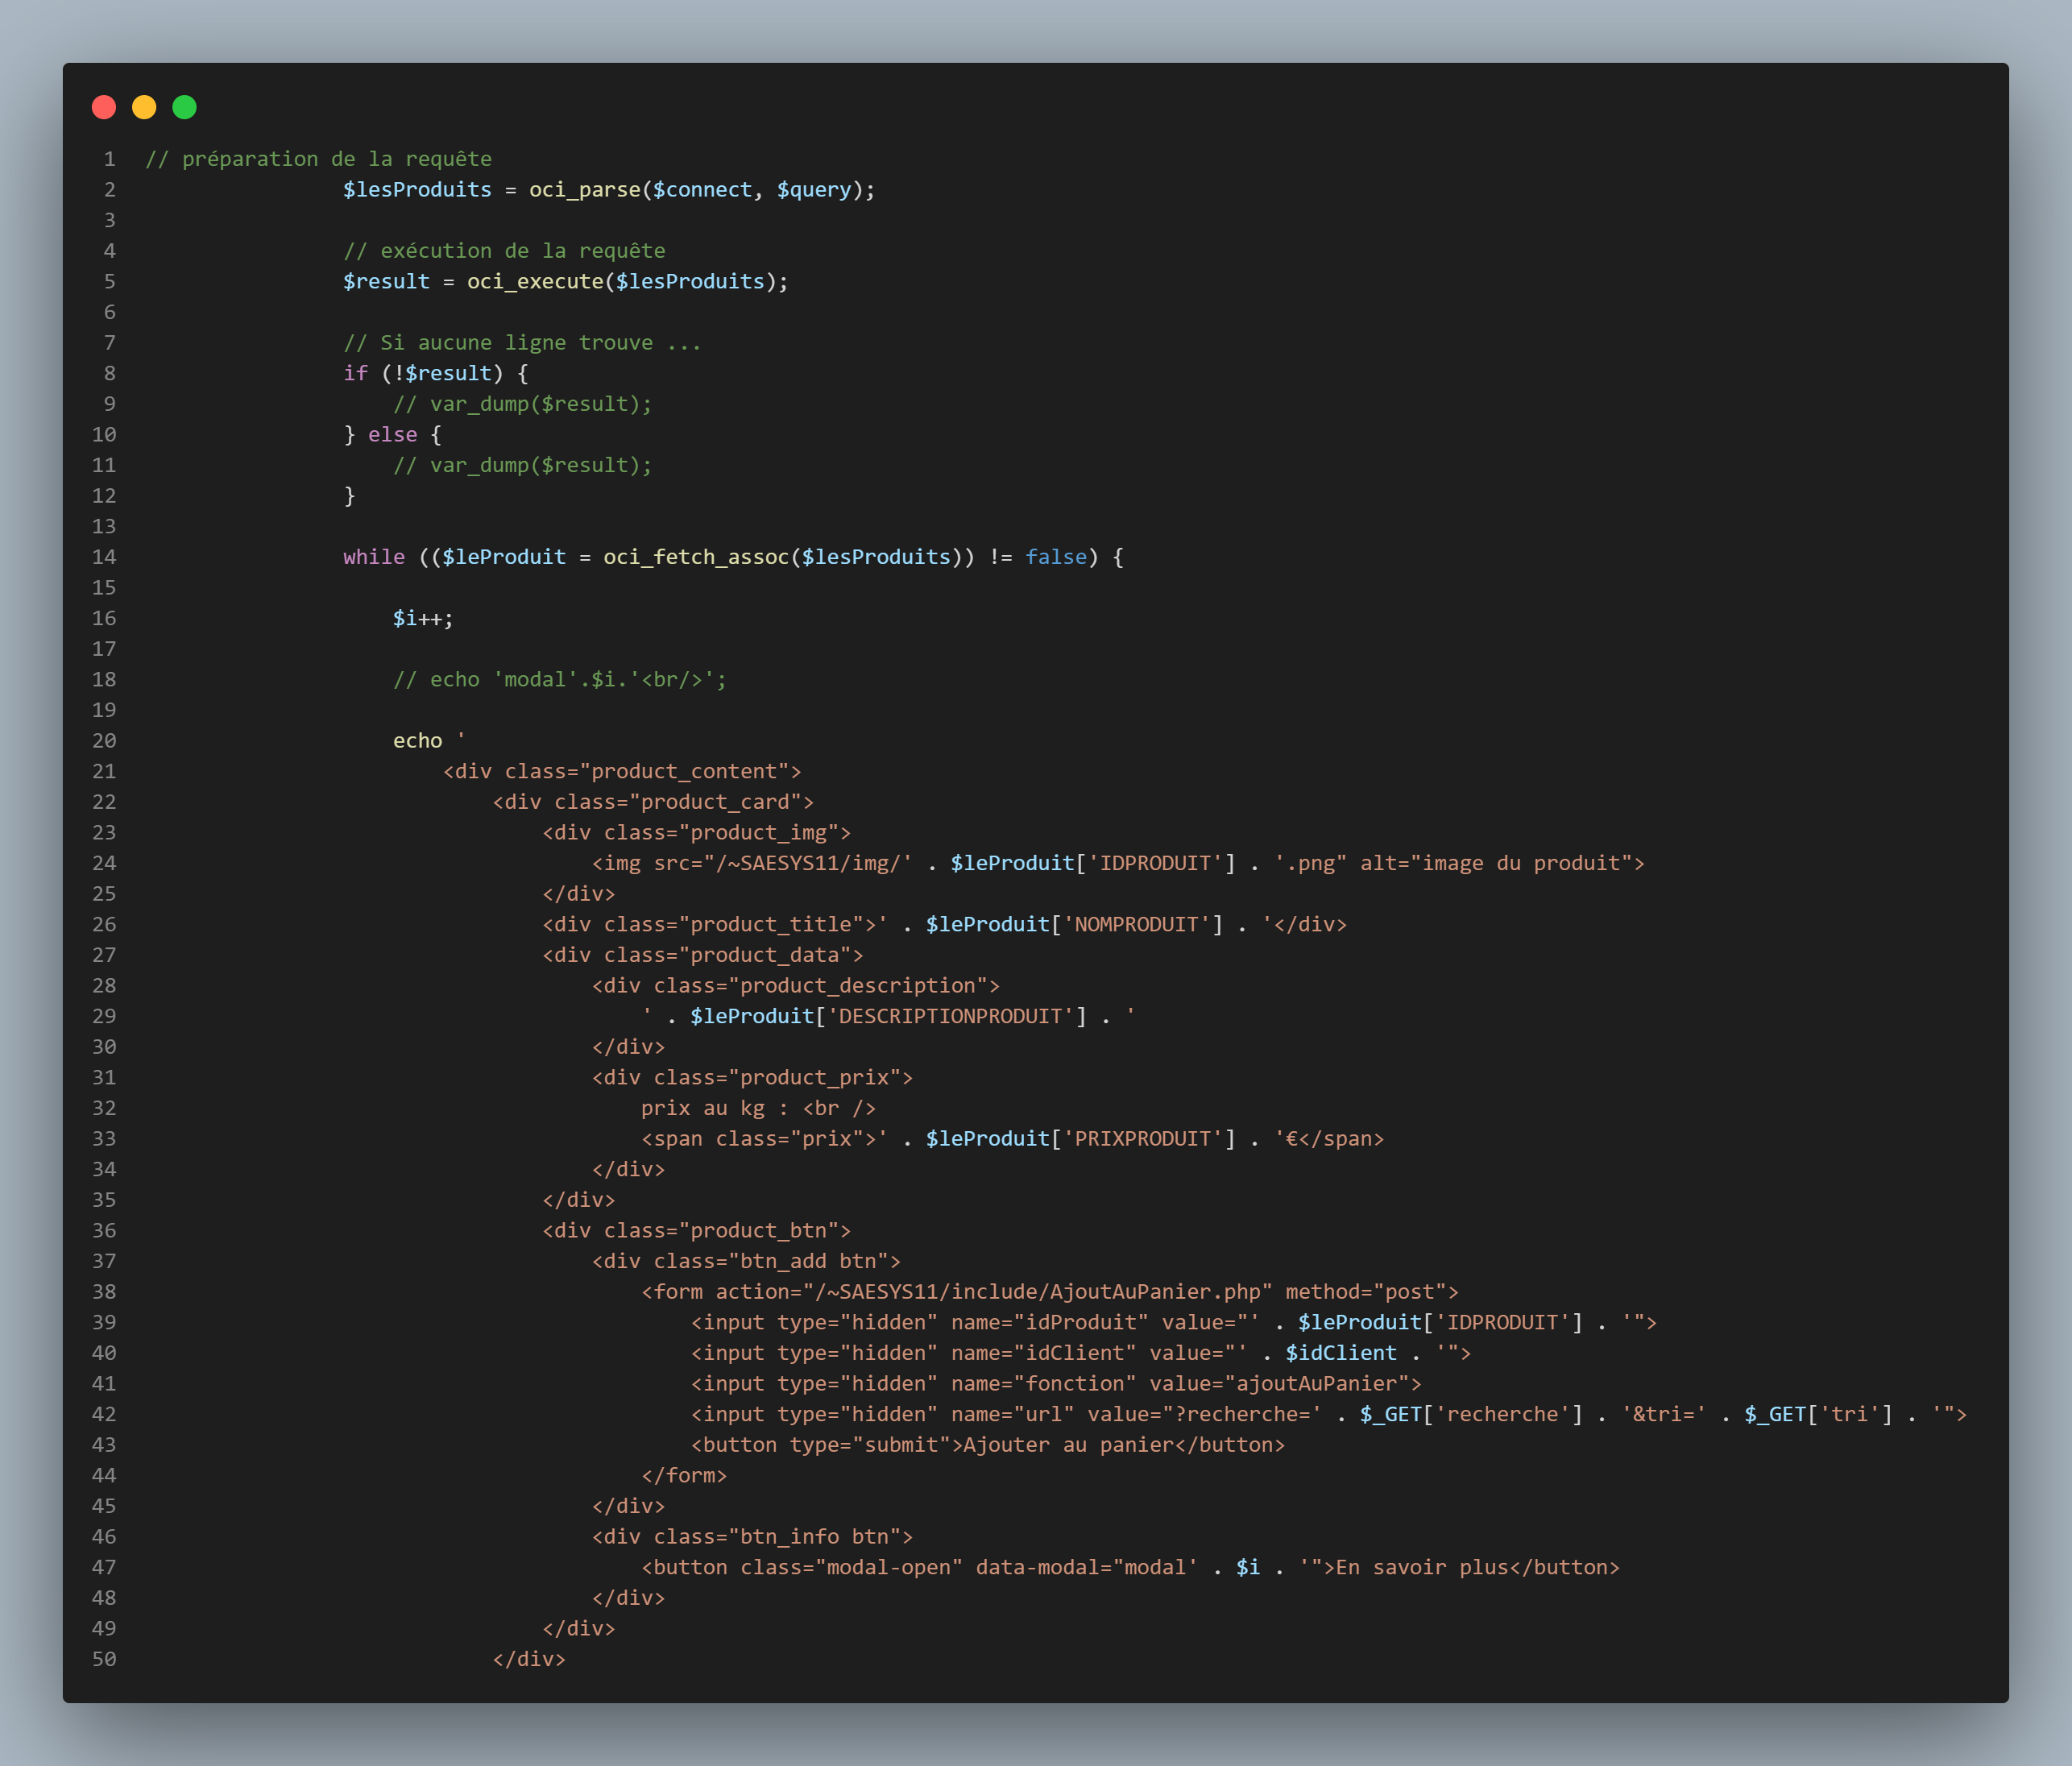 1 // préparation de la requête
2 $lesProduits = oci_parse($connect, $query);
3
4 // exécution de la requête
5 $result = oci_execute($lesProduits);
6
7 // Si aucune ligne trouve ...
8 if (!$result) {
9 // var_dump($result);
10 } else {
11 // var_dump($result);
12 }
13
14 while (($leProduit = oci_fetch_assoc($lesProduits)) != false) {
15
16 $i++;
17
18 // echo 'modal'.$i.'<br/>';
19
20 echo '
21 <div class="product_content">
22 <div class="product_card">
23 <div class="product_img">
24 <img src="/~SAESYS11/img/' . $leProduit['IDPRODUIT'] . '.png" alt="image du produit">
25 </div>
26 <div class="product_title">' . $leProduit['NOMPRODUIT'] . '</div>
27 <div class="product_data">
28 <div class="product_description">
29 ' . $leProduit['DESCRIPTIONPRODUIT'] . '
30 </div>
31 <div class="product_prix">
32 prix au kg : <br />
33 <span class="prix">' . $leProduit['PRIXPRODUIT'] . '€</span>
34 </div>
35 </div>
36 <div class="product_btn">
37 <div class="btn_add btn">
38 <form action="/~SAESYS11/include/AjoutAuPanier.php" method="post">
39 <input type="hidden" name="idProduit" value="' . $leProduit['IDPRODUIT'] . '">
40 <input type="hidden" name="idClient" value="' . $idClient . '">
41 <input type="hidden" name="fonction" value="ajoutAuPanier">
42 <input type="hidden" name="url" value="?recherche=' . $_GET['recherche'] . '&tri=' . $_GET['tri'] . '">
43 <button type="submit">Ajouter au panier</button>
44 </form>
45 </div>
46 <div class="btn_info btn">
47 <button class="modal-open" data-modal="modal' . $i . '">En savoir plus</button>
48 </div>
49 </div>
50 </div>